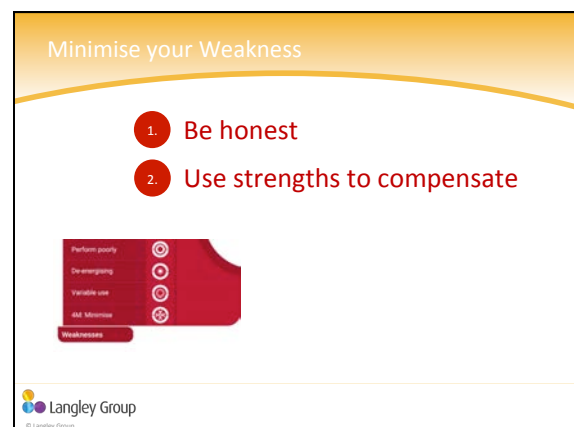 Minimise your Weakness
1. Be honest
2. Use strengths to compensate
Perform poorly
De-energising
Variable use
4M: Minimise
Weaknesses
Langley Group
© Langley Group